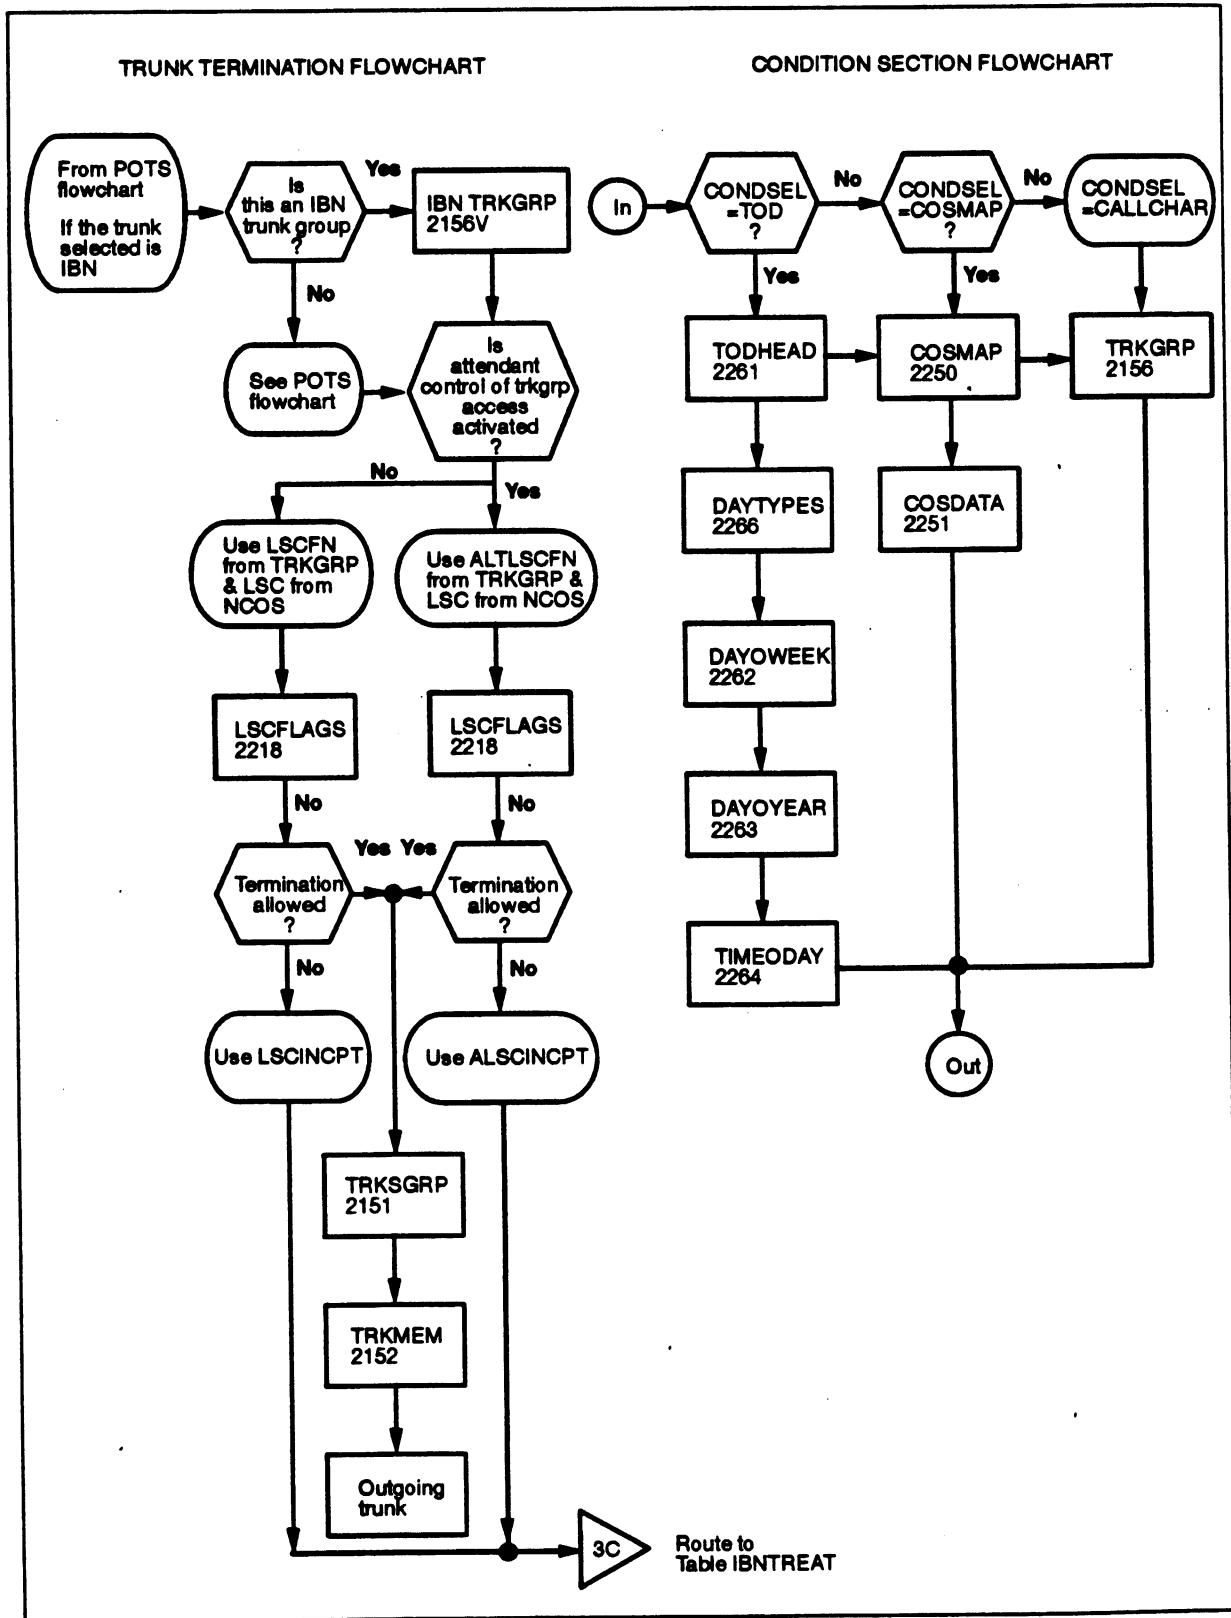 TRUNK TERMINATION FLOWCHART
From POTS
flowchart
If the trunk
selected is
IBN
Is
this an IBN
trunk group
?
Yes
IBN TRKGRP
2156V
No
See POTS
flowchart
Is
attendant
control of trkgrp
access
activated
?
No
Yes
Use LSCFN
from TRKGRP
& LSC from
NCOS
Use ALTLSCFN
from TRKGRP &
LSC from NCOS
LSCFLAGS
2218
LSCFLAGS
2218
No
No
Yes Yes
Termination
allowed
?
Termination
allowed
?
No
No
Use LSCINCPT
Use ALSCINCPT
TRKSGRP
2151
TRKMEM
2152
Outgoing
trunk
3C
Route to
Table IBNTREAT
CONDITION SECTION FLOWCHART
In
CONDSEL
=TOD
?
No
CONDSEL
=COSMAP
?
No
CONDSEL
=CALLCHAR
Yes
Yes
TODHEAD
2261
COSMAP
2250
TRKGRP
2156
DAYTYPES
2266
COSDATA
2251
DAYOWEEK
2262
DAYOYEAR
2263
TIMEODAY
2264
Out